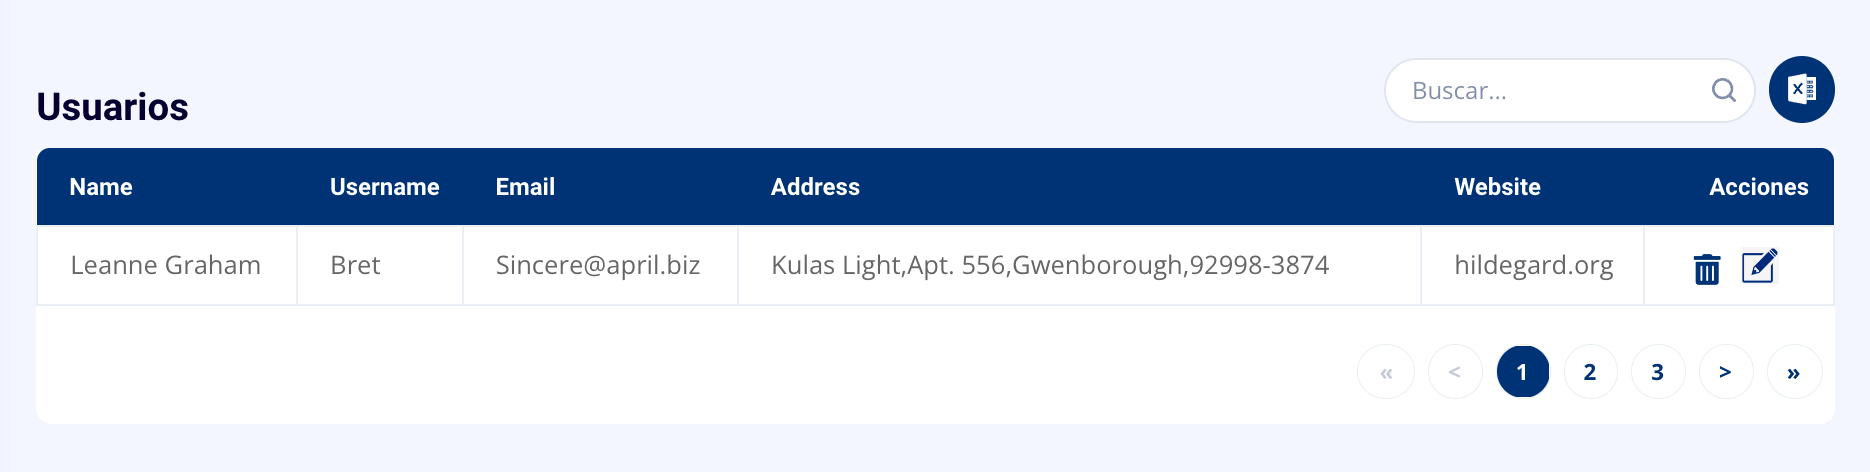 Usuarios
Buscar...
Name Username Email Address Website Acciones
Leanne Graham Bret Sincere@april.biz Kulas Light,Apt. 556,Gwenborough,92998-3874 hildegard.org
« < 1 2 3 > »